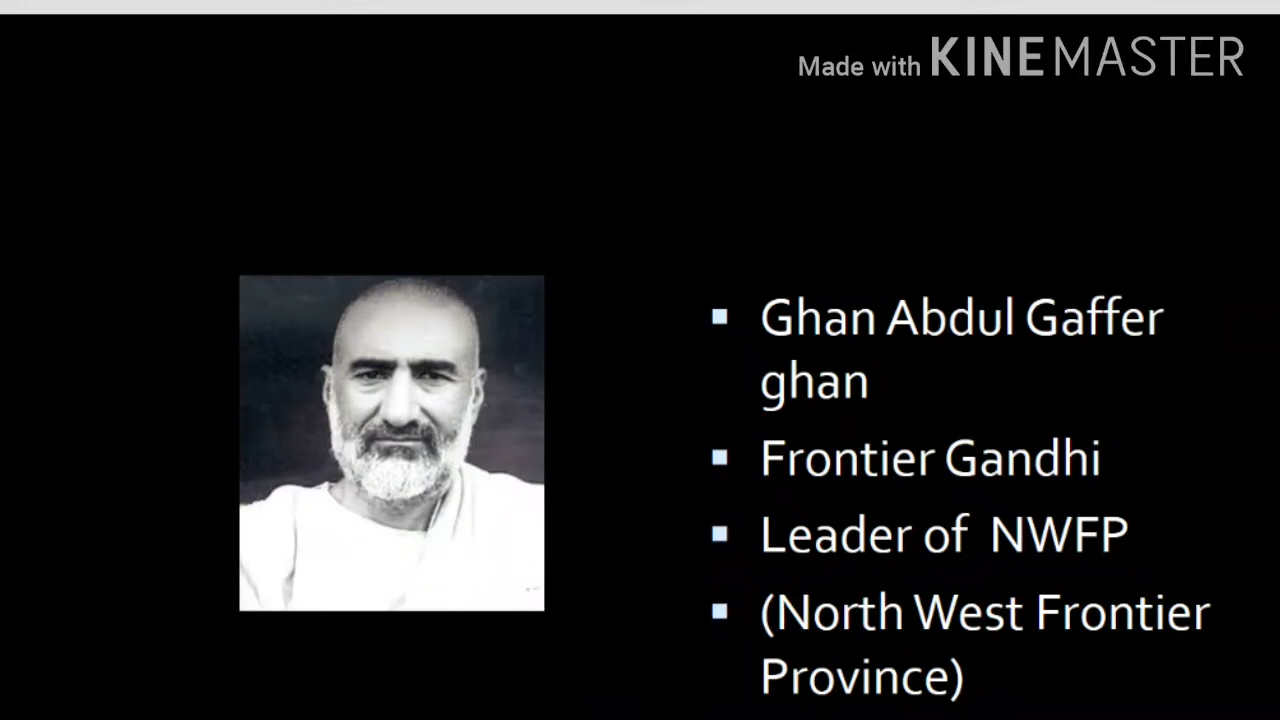 Made with KINEMASTER
Ghan Abdul Gaffer
ghan
Frontier Gandhi
Leader of NWFP
(North West Frontier
Province)